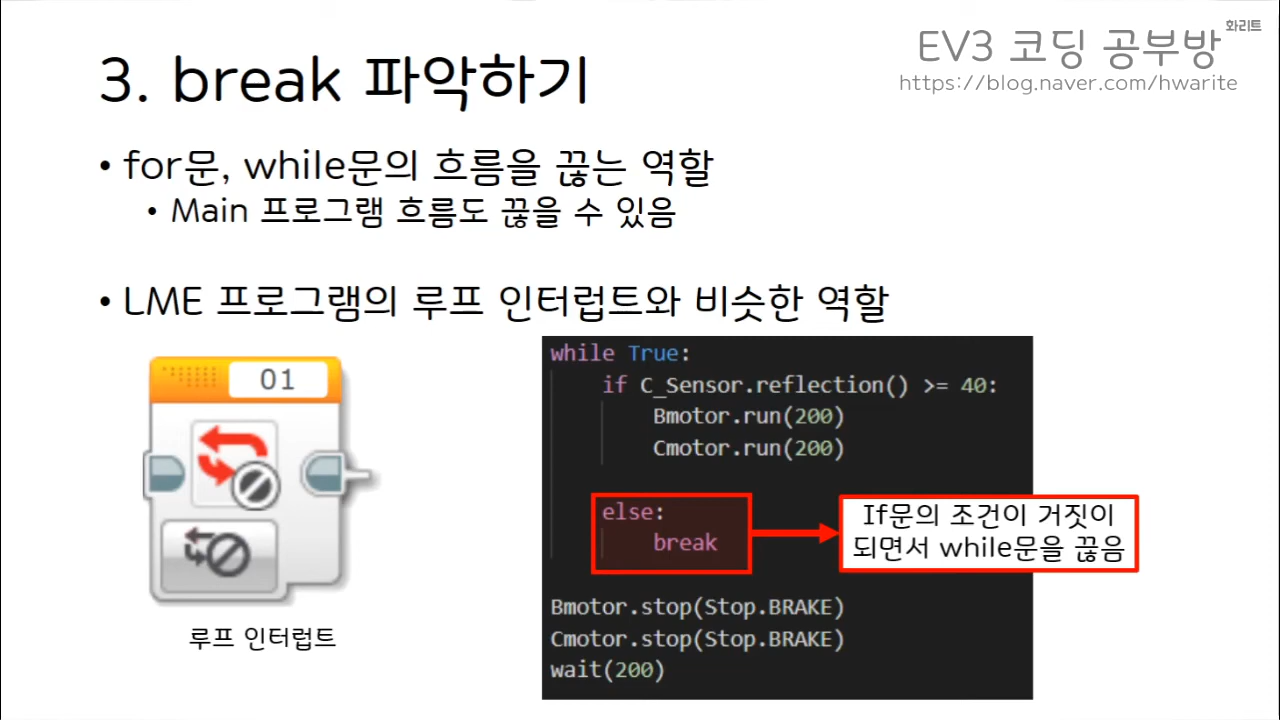 화리트
EV3 코딩 공부방
https://blog.naver.com/hwarite
3. break 파악하기
• for문, while문의 흐름을 끊는 역할
• Main 프로그램 흐름도 끊을 수 있음
• LME 프로그램의 루프 인터럽트와 비슷한 역할
01
루프 인터럽트
while True:
if C_Sensor.reflection() >= 40:
Bmotor.run(200)
Cmotor.run(200)
else:
break
If문의 조건이 거짓이
되면서 while문을 끊음
Bmotor.stop(Stop.BRAKE)
Cmotor.stop(Stop.BRAKE)
wait(200)